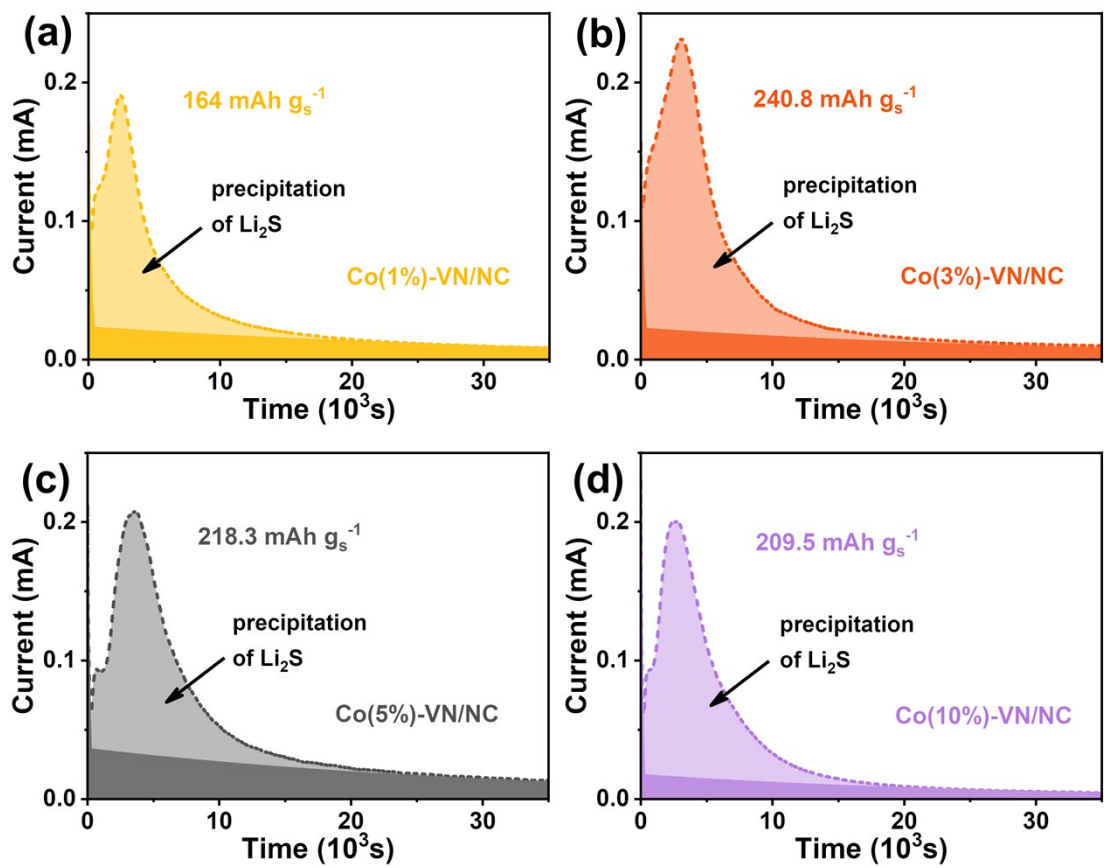 (a)
Current (mA)
0.2
0.1
0.0
164 mAh gₛ⁻¹
precipitation
of Li₂S
Co(1%)-VN/NC
0 10 20 30
Time (10³s)
(b)
Current (mA)
0.2
0.1
0.0
240.8 mAh gₛ⁻¹
precipitation
of Li₂S
Co(3%)-VN/NC
0 10 20 30
Time (10³s)
(c)
Current (mA)
0.2
0.1
0.0
218.3 mAh gₛ⁻¹
precipitation
of Li₂S
Co(5%)-VN/NC
0 10 20 30
Time (10³s)
(d)
Current (mA)
0.2
0.1
0.0
209.5 mAh gₛ⁻¹
precipitation
of Li₂S
Co(10%)-VN/NC
0 10 20 30
Time (10³s)